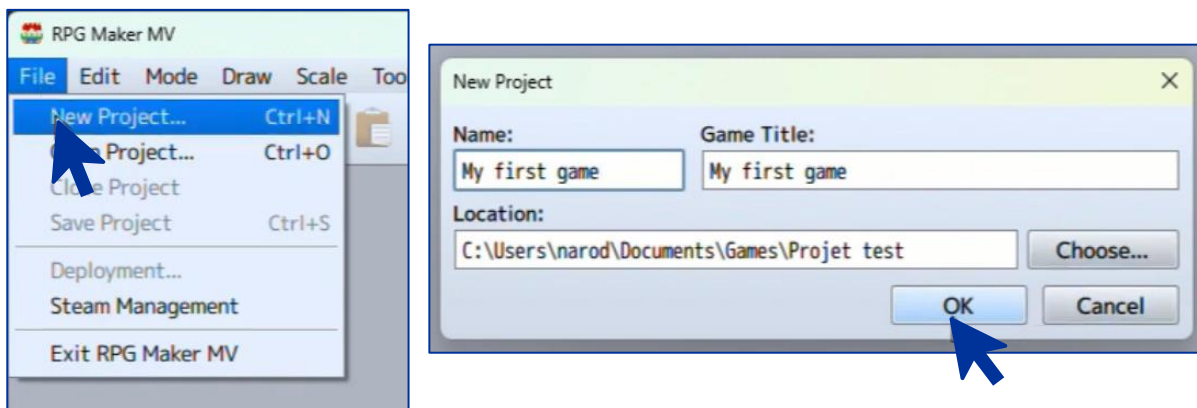 RPG Maker MV
File Edit Mode Draw Scale Too
New Project... Ctrl+N
Project... Ctrl+O
Close Project
Save Project Ctrl+S
Deployment...
Steam Management
Exit RPG Maker MV
New Project
Name: Game Title:
My first game My first game
Location:
C:\Users\narod\Documents\Games\Projet test Choose...
OK Cancel